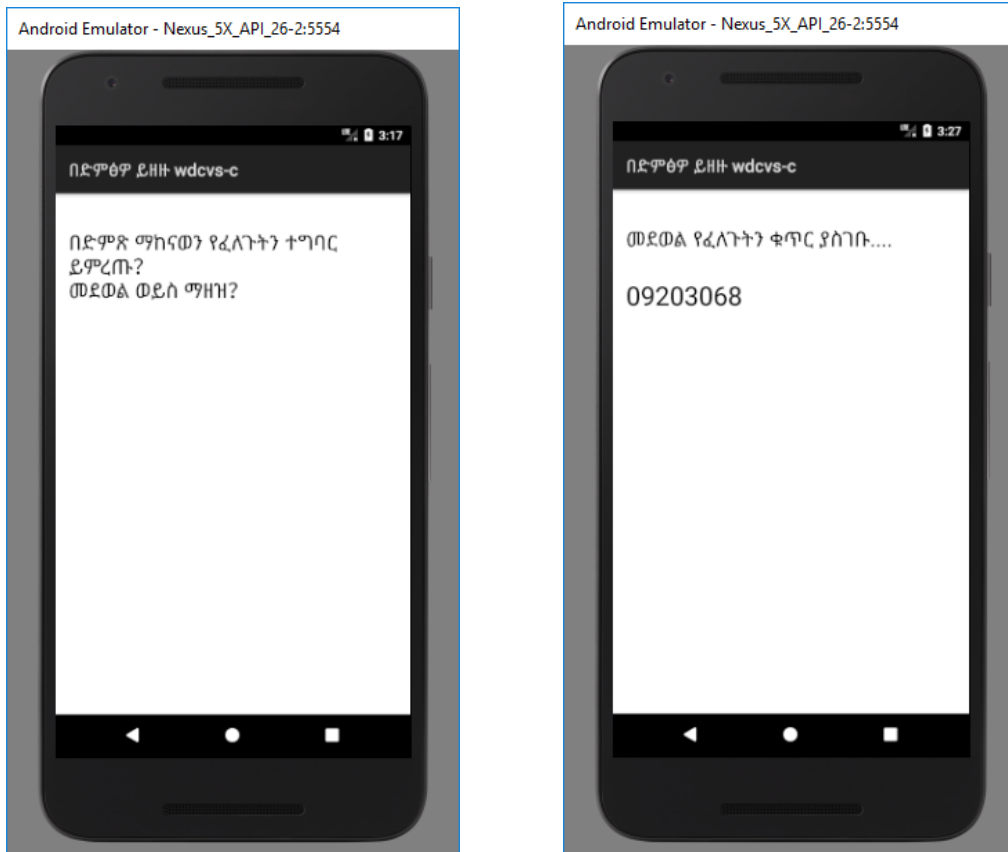 Android Emulator - Nexus_5X_API_26-2:5554
3:17
በድምፅዎ ይዘዙ wdcvs-c
በድምጽ ማከናወን የፈለጉትን ተግባር
ይምረጡ?
መደወል ወይስ ማዘዝ?
Android Emulator - Nexus_5X_API_26-2:5554
3:27
በድምፅዎ ይዘዙ wdcvs-c
መደወል የፈለጉትን ቁጥር ያስገቡ....
09203068